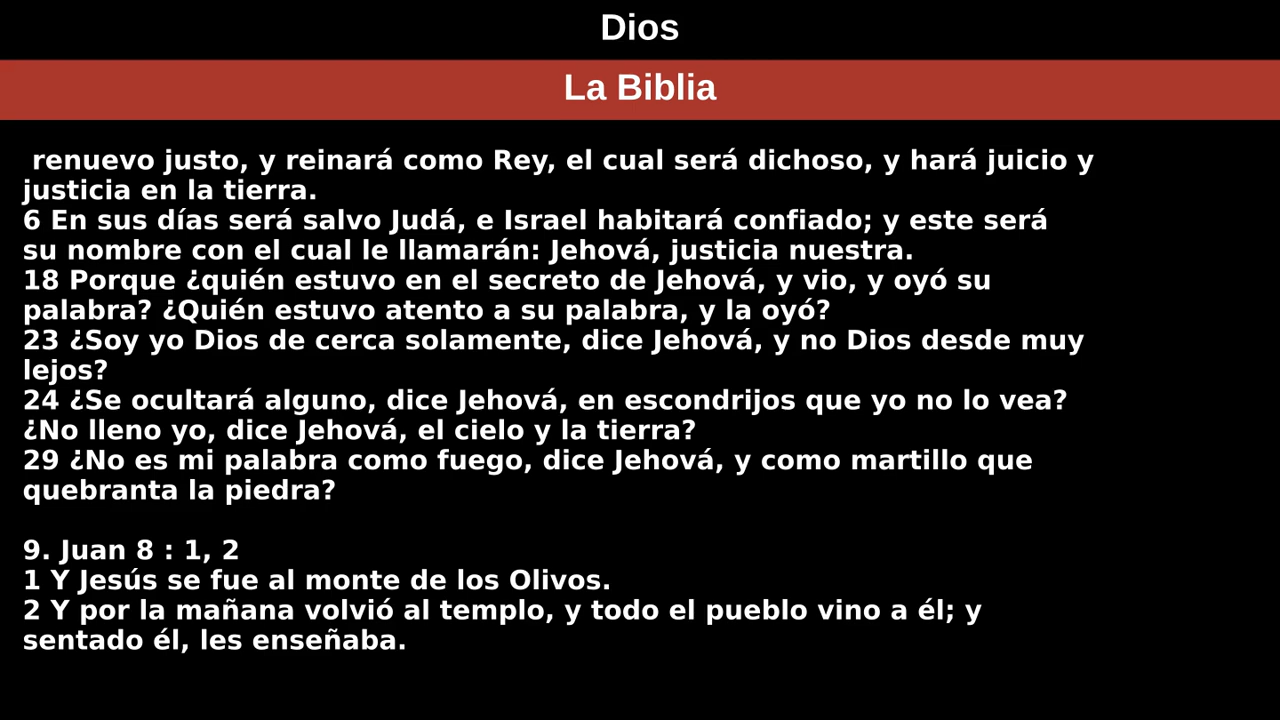 Dios
La Biblia
renuevo justo, y reinará como Rey, el cual será dichoso, y hará juicio y
justicia en la tierra.
6 En sus días será salvo Judá, e Israel habitará confiado; y este será
su nombre con el cual le llamarán: Jehová, justicia nuestra.
18 Porque ¿quién estuvo en el secreto de Jehová, y vio, y oyó su
palabra? ¿Quién estuvo atento a su palabra, y la oyó?
23 ¿Soy yo Dios de cerca solamente, dice Jehová, y no Dios desde muy
lejos?
24 ¿Se ocultará alguno, dice Jehová, en escondrijos que yo no lo vea?
¿No lleno yo, dice Jehová, el cielo y la tierra?
29 ¿No es mi palabra como fuego, dice Jehová, y como martillo que
quebranta la piedra?
9. Juan 8 : 1, 2
1 Y Jesús se fue al monte de los Olivos.
2 Y por la mañana volvió al templo, y todo el pueblo vino a él; y
sentado él, les enseñaba.